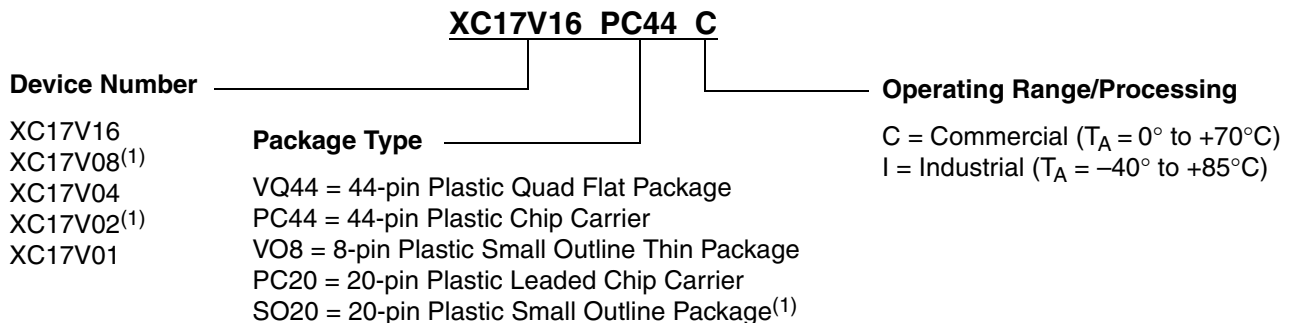 XC17V16 PC44 C
Device Number
XC17V16
XC17V08(1)
XC17V04
XC17V02(1)
XC17V01
Package Type
VQ44 = 44-pin Plastic Quad Flat Package
PC44 = 44-pin Plastic Chip Carrier
VO8 = 8-pin Plastic Small Outline Thin Package
PC20 = 20-pin Plastic Leaded Chip Carrier
SO20 = 20-pin Plastic Small Outline Package(1)
Operating Range/Processing
C = Commercial (TA = 0° to +70°C)
I = Industrial (TA = –40° to +85°C)